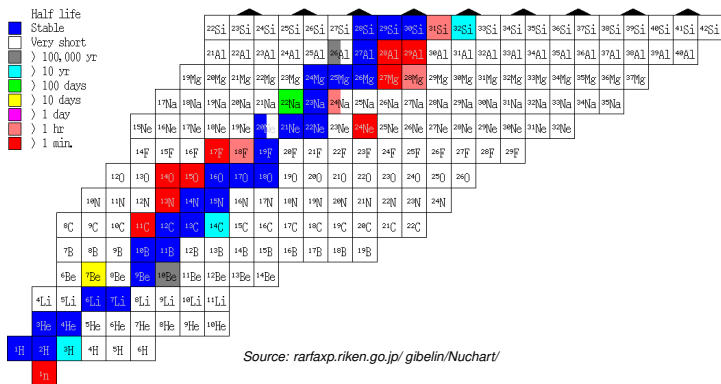 Half life
Stable
Very short
> 100,000 yr
> 10 yr
> 100 days
> 10 days
> 1 day
> 1 hr
> 1 min.
²²Si ²³Si ²⁴Si ²⁵Si ²⁶Si ²⁷Si ²⁸Si ²⁹Si ³⁰Si ³¹Si ³²Si ³³Si ³⁴Si ³⁵Si ³⁶Si ³⁷Si ³⁸Si ³⁹Si ⁴⁰Si ⁴¹Si ⁴²Si
²¹Al ²²Al ²³Al ²⁴Al ²⁵Al ²⁶Al ²⁷Al ²⁸Al ²⁹Al ³⁰Al ³¹Al ³²Al ³³Al ³⁴Al ³⁵Al ³⁶Al ³⁷Al ³⁸Al ³⁹Al ⁴⁰Al
¹⁹Mg ²⁰Mg ²¹Mg ²²Mg ²³Mg ²⁴Mg ²⁵Mg ²⁶Mg ²⁷Mg ²⁸Mg ²⁹Mg ³⁰Mg ³¹Mg ³²Mg ³³Mg ³⁴Mg ³⁵Mg ³⁶Mg ³⁷Mg
¹⁷Na ¹⁸Na ¹⁹Na ²⁰Na ²¹Na ²²Na ²³Na ²⁴Na ²⁵Na ²⁶Na ²⁷Na ²⁸Na ²⁹Na ³⁰Na ³¹Na ³²Na ³³Na ³⁴Na ³⁵Na
¹⁵Ne ¹⁶Ne ¹⁷Ne ¹⁸Ne ¹⁹Ne ²⁰Ne ²¹Ne ²²Ne ²³Ne ²⁴Ne ²⁵Ne ²⁶Ne ²⁷Ne ²⁸Ne ²⁹Ne ³⁰Ne ³¹Ne ³²Ne
¹⁴F ¹⁵F ¹⁶F ¹⁷F ¹⁸F ¹⁹F ²⁰F ²¹F ²²F ²³F ²⁴F ²⁵F ²⁶F ²⁷F ²⁸F ²⁹F
¹²O ¹³O ¹⁴O ¹⁵O ¹⁶O ¹⁷O ¹⁸O ¹⁹O ²⁰O ²¹O ²²O ²³O ²⁴O ²⁵O ²⁶O
¹⁰N ¹¹N ¹²N ¹³N ¹⁴N ¹⁵N ¹⁶N ¹⁷N ¹⁸N ¹⁹N ²⁰N ²¹N ²²N ²³N ²⁴N
⁸C ⁹C ¹⁰C ¹¹C ¹²C ¹³C ¹⁴C ¹⁵C ¹⁶C ¹⁷C ¹⁸C ¹⁹C ²⁰C ²¹C ²²C
⁷B ⁸B ⁹B ¹⁰B ¹¹B ¹²B ¹³B ¹⁴B ¹⁵B ¹⁶B ¹⁷B ¹⁸B ¹⁹B
⁶Be ⁷Be ⁸Be ⁹Be ¹⁰Be ¹¹Be ¹²Be ¹³Be ¹⁴Be
⁴Li ⁵Li ⁶Li ⁷Li ⁸Li ⁹Li ¹⁰Li ¹¹Li
³He ⁴He ⁵He ⁶He ⁷He ⁸He ⁹He ¹⁰He
¹H ²H ³H ⁴H ⁵H ⁶H
¹n
Source: rarfaxp.riken.go.jp/ gibelin/Nuchart/